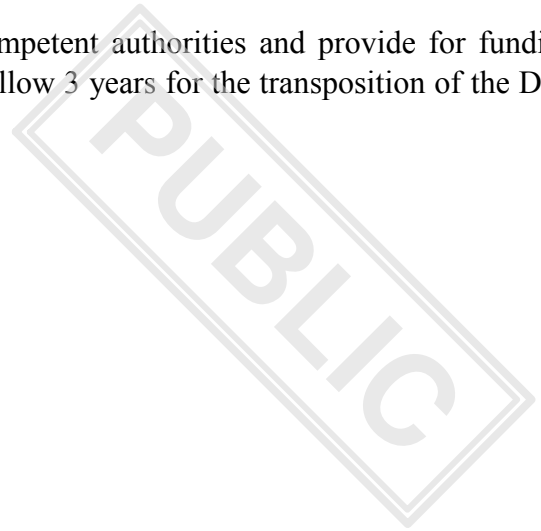 mpetent authorities and provide for fundi
llow 3 years for the transposition of the D
PUBLIC